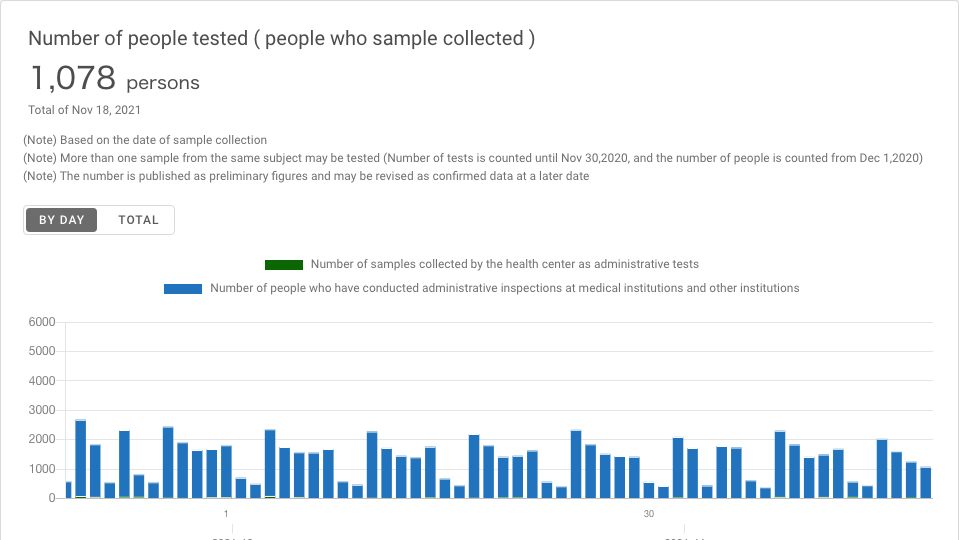 Number of people tested ( people who sample collected )
1,078 persons
Total of Nov 18, 2021
(Note) Based on the date of sample collection
(Note) More than one sample from the same subject may be tested (Number of tests is counted until Nov 30,2020, and the number of people is counted from Dec 1,2020)
(Note) The number is published as preliminary figures and may be revised as confirmed data at a later date
BY DAY TOTAL
Number of samples collected by the health center as administrative tests
Number of people who have conducted administrative inspections at medical institutions and other institutions
6000
5000
4000
3000
2000
1000
0
1 30